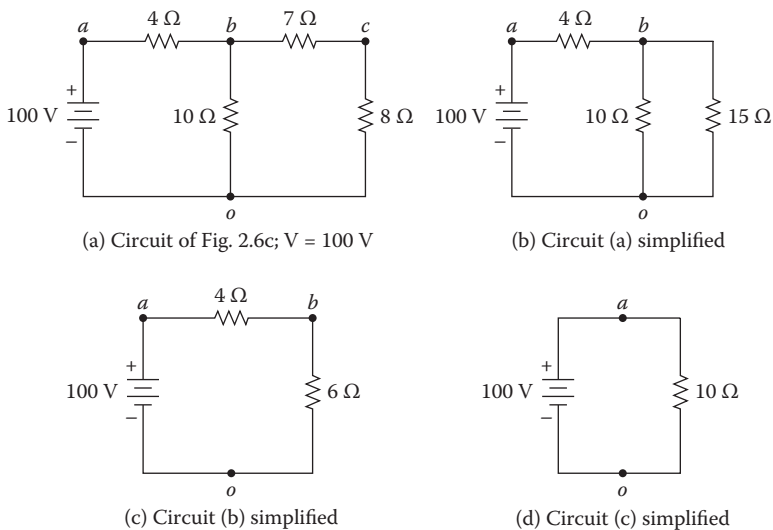 4 Ω
7 Ω
a
b
c
+
100 V
−
10 Ω
8 Ω
o
(a) Circuit of Fig. 2.6c; V = 100 V
4 Ω
a
b
+
100 V
−
10 Ω
15 Ω
o
(b) Circuit (a) simplified
4 Ω
a
b
+
100 V
−
6 Ω
o
(c) Circuit (b) simplified
a
+
100 V
−
10 Ω
o
(d) Circuit (c) simplified